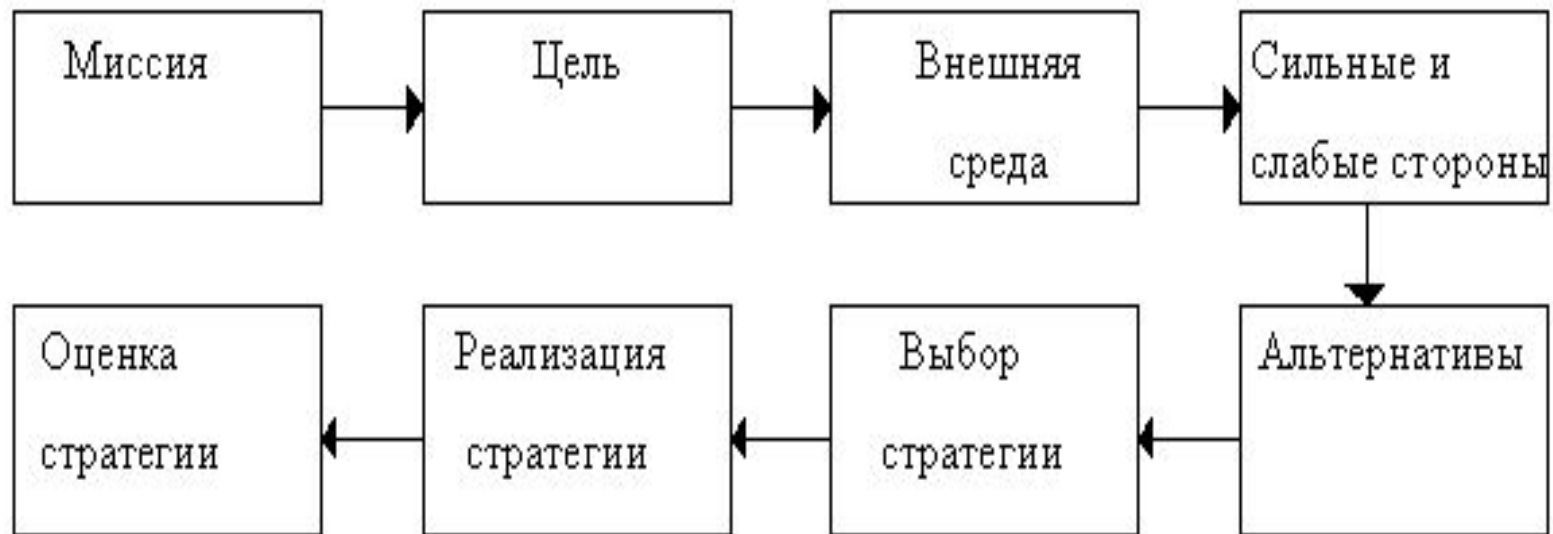 Миссия
Цель
Внешняя
среда
Сильные и
слабые стороны
Альтернативы
Выбор
стратегии
Реализация
стратегии
Оценка
стратегии